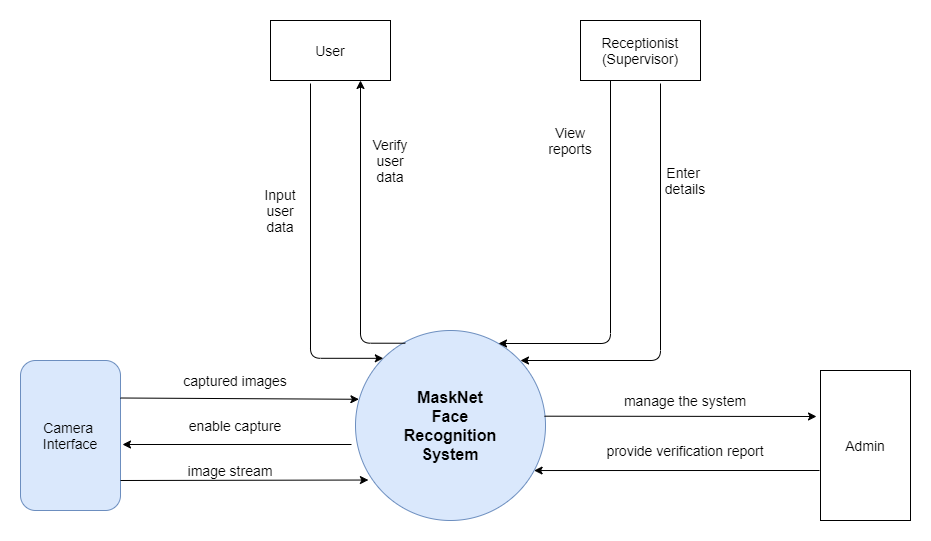 User
Receptionist
(Supervisor)
Verify
user
data
View
reports
Input
user
data
Enter
details
captured images
enable capture
image stream
Camera
Interface
MaskNet
Face
Recognition
System
manage the system
provide verification report
Admin